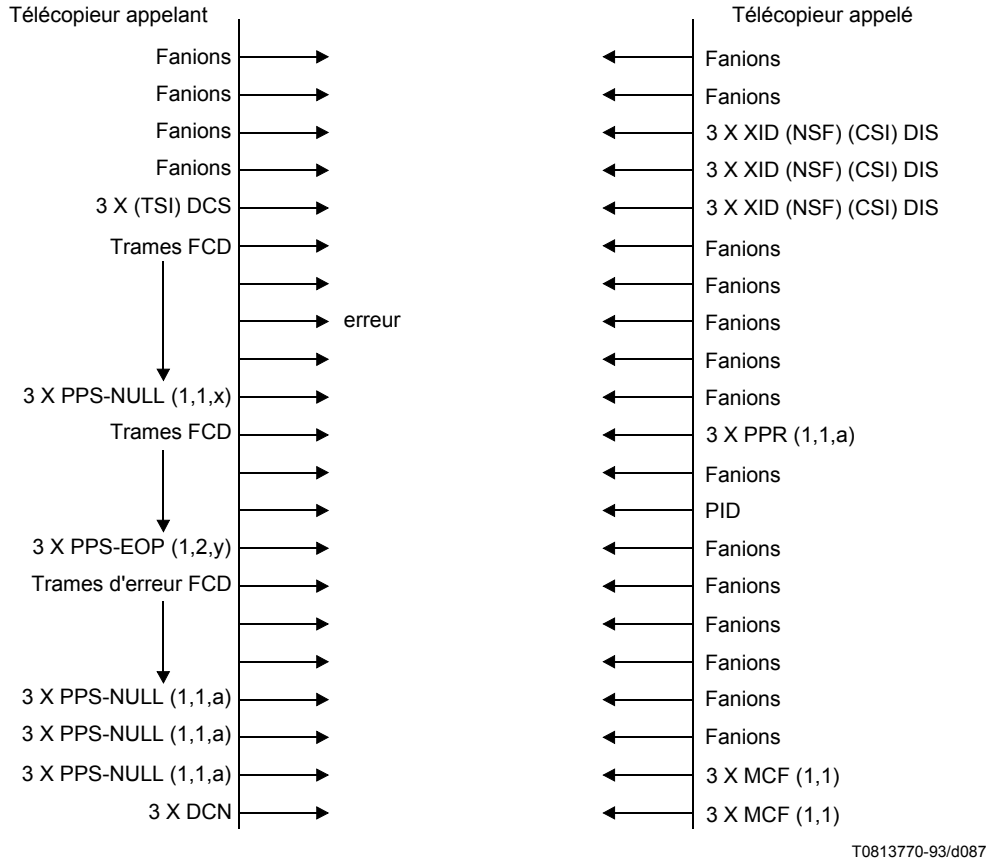 Télécopieur appelant Télécopieur appelé
Fanions Fanions
Fanions Fanions
Fanions 3 X XID (NSF) (CSI) DIS
Fanions 3 X XID (NSF) (CSI) DIS
3 X (TSI) DCS 3 X XID (NSF) (CSI) DIS
Trames FCD Fanions
Fanions
erreur Fanions
Fanions
3 X PPS-NULL (1,1,x) Fanions
Trames FCD 3 X PPR (1,1,a)
Fanions
PID
3 X PPS-EOP (1,2,y) Fanions
Trames d'erreur FCD Fanions
Fanions
Fanions
3 X PPS-NULL (1,1,a) Fanions
3 X PPS-NULL (1,1,a) Fanions
3 X PPS-NULL (1,1,a) 3 X MCF (1,1)
3 X DCN 3 X MCF (1,1)
T0813770-93/d087